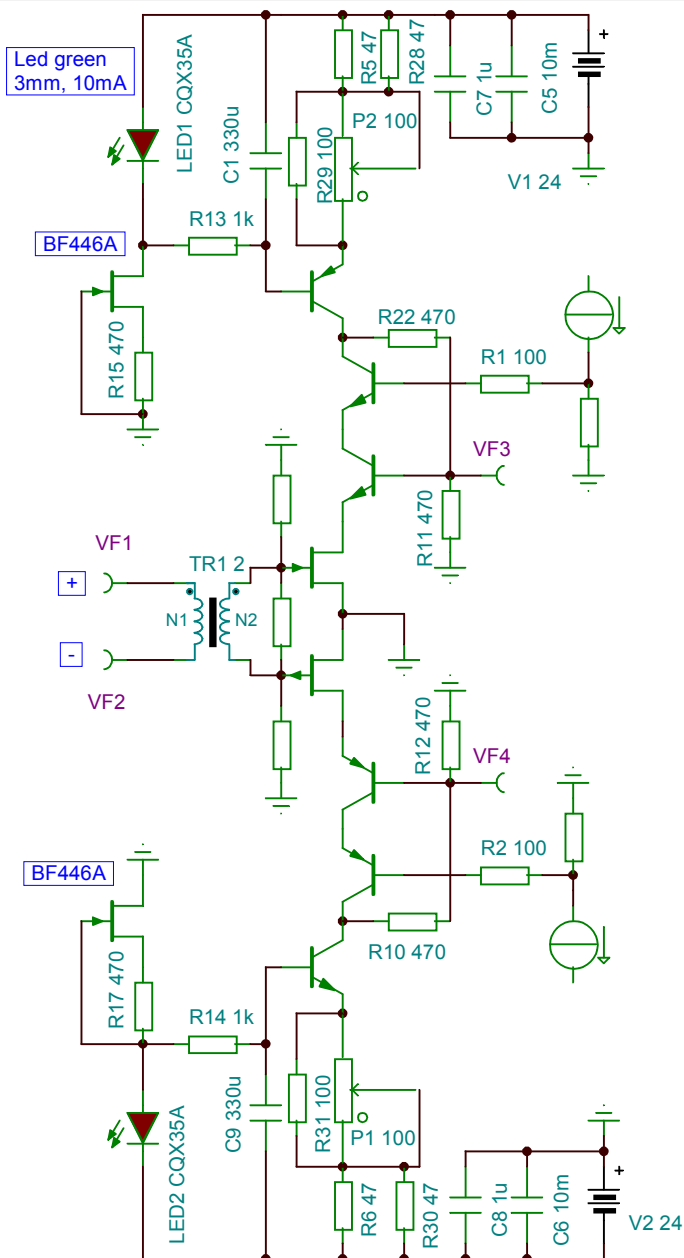 Led green
3mm, 10mA
LED1 CQX35A
C1 330u
R5 47
R28 47
C7 1u
C5 10m
+
P2 100
R29 100
V1 24
R13 1k
BF446A
R15 470
R22 470
R1 100
VF3
R11 470
VF1
TR1 2
+
N1
N2
-
VF2
R12 470
VF4
BF446A
R2 100
R17 470
R10 470
R14 1k
C9 330u
R31 100
P1 100
LED2 CQX35A
R6 47
R30 47
C8 1u
C6 10m
+
V2 24